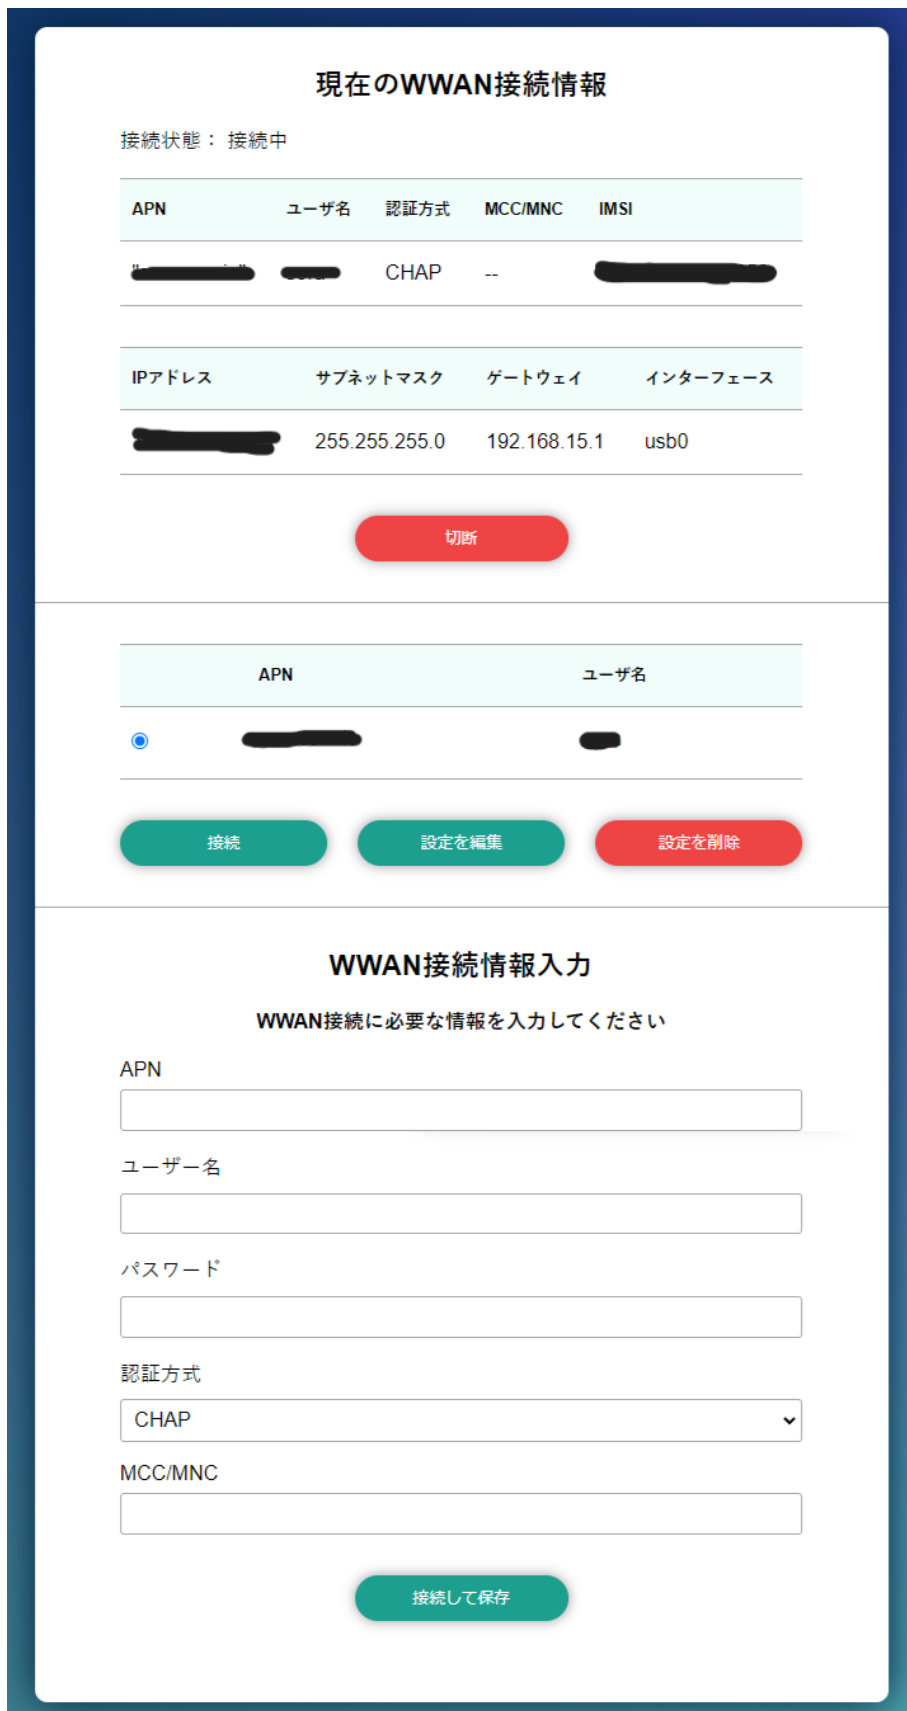 現在のWWAN接続情報
接続状態： 接続中
APN ユーザ名 認証方式 MCC/MNC IMSI
CHAP --
IPアドレス サブネットマスク ゲートウェイ インターフェース
255.255.255.0 192.168.15.1 usb0
切断
APN ユーザ名
接続 設定を編集 設定を削除
WWAN接続情報入力
WWAN接続に必要な情報を入力してください
APN
ユーザー名
パスワード
認証方式
CHAP
MCC/MNC
接続して保存